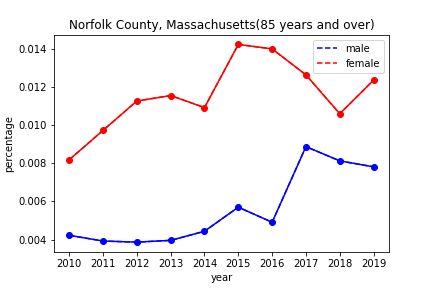 Norfolk County, Massachusetts(85 years and over)
male
female
0.014
0.012
0.010
0.008
0.006
0.004
percentage
2010 2011 2012 2013 2014 2015 2016 2017 2018 2019
year